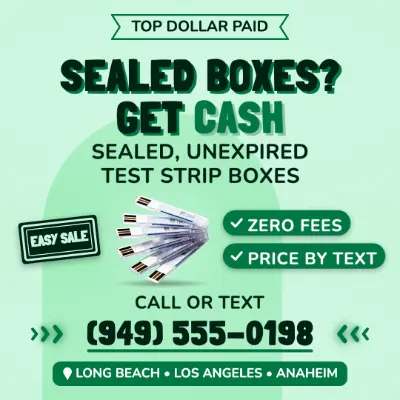 TOP DOLLAR PAID
SEALED BOXES?
GET CASH
SEALED, UNEXPIRED
TEST STRIP BOXES
EASY SALE
ZERO FEES
PRICE BY TEXT
CALL OR TEXT
(949) 555-0198
LONG BEACH • LOS ANGELES • ANAHEIM